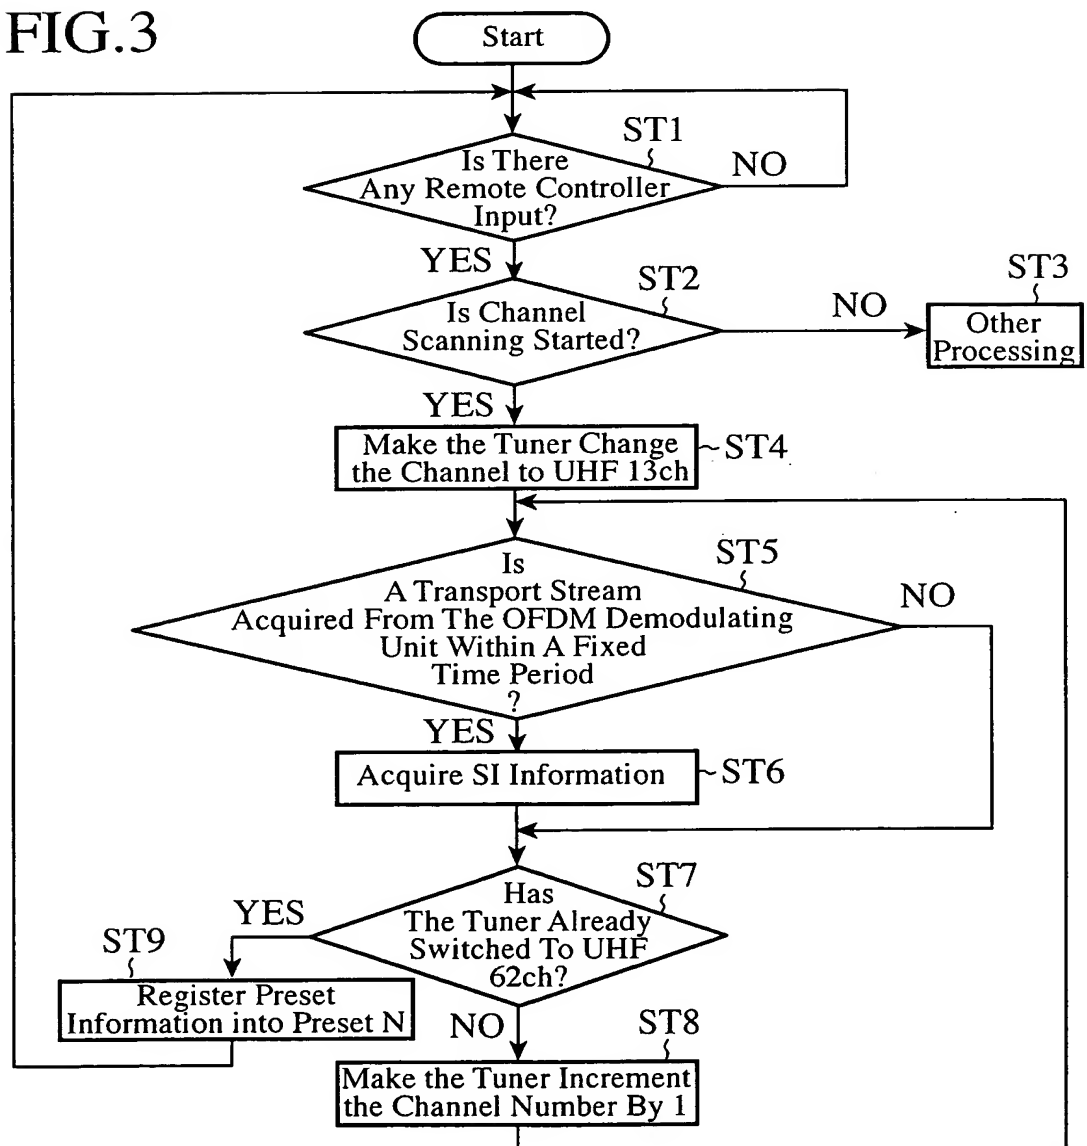 FIG.3
Start
ST1
Is There
Any Remote Controller
Input?
NO
YES
ST2
Is Channel
Scanning Started?
NO
ST3
Other
Processing
YES
Make the Tuner Change
the Channel to UHF 13ch
ST4
ST5
Is
A Transport Stream
Acquired From The OFDM Demodulating
Unit Within A Fixed
Time Period
?
NO
YES
Acquire SI Information
ST6
ST7
Has
The Tuner Already
Switched To UHF
62ch?
YES
ST9
Register Preset
Information into Preset N
NO
ST8
Make the Tuner Increment
the Channel Number By 1